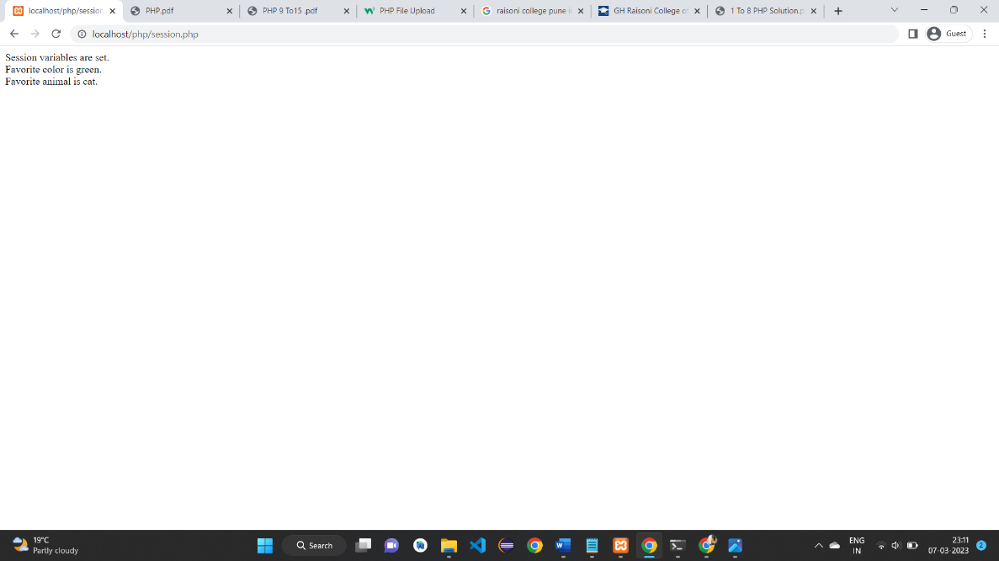 localhost/php/session
PHP.pdf
PHP 9 To15 .pdf
PHP File Upload
raisoni college pune i
GH Raisoni College of
1 To 8 PHP Solution.p
localhost/php/session.php
Guest
Session variables are set.
Favorite color is green.
Favorite animal is cat.
19°C
Partly cloudy
Search
ENG
IN
23:11
07-03-2023
2